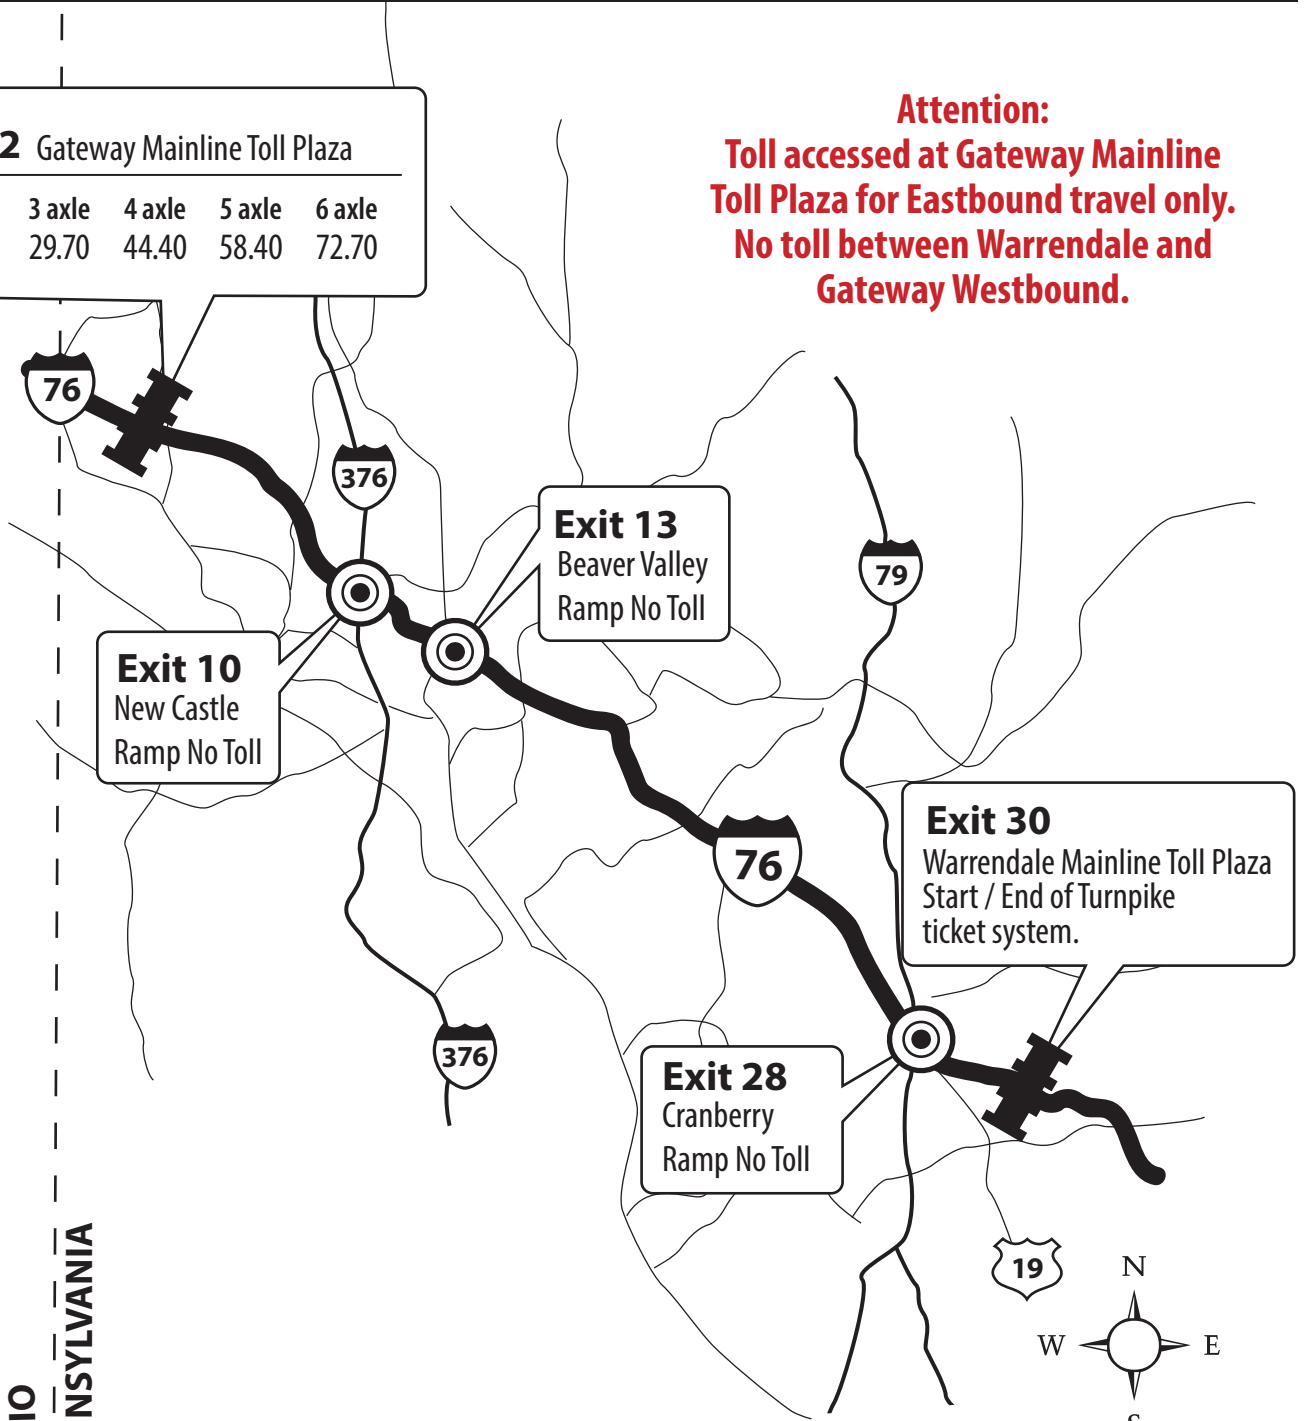 2 Gateway Mainline Toll Plaza
3 axle 4 axle 5 axle 6 axle
29.70 44.40 58.40 72.70
Attention:
Toll accessed at Gateway Mainline
Toll Plaza for Eastbound travel only.
No toll between Warrendale and
Gateway Westbound.
76
376
Exit 13
Beaver Valley
Ramp No Toll
79
Exit 10
New Castle
Ramp No Toll
76
Exit 30
Warrendale Mainline Toll Plaza
Start / End of Turnpike
ticket system.
376
Exit 28
Cranberry
Ramp No Toll
19
N
W E
S
IO
NSYLVANIA